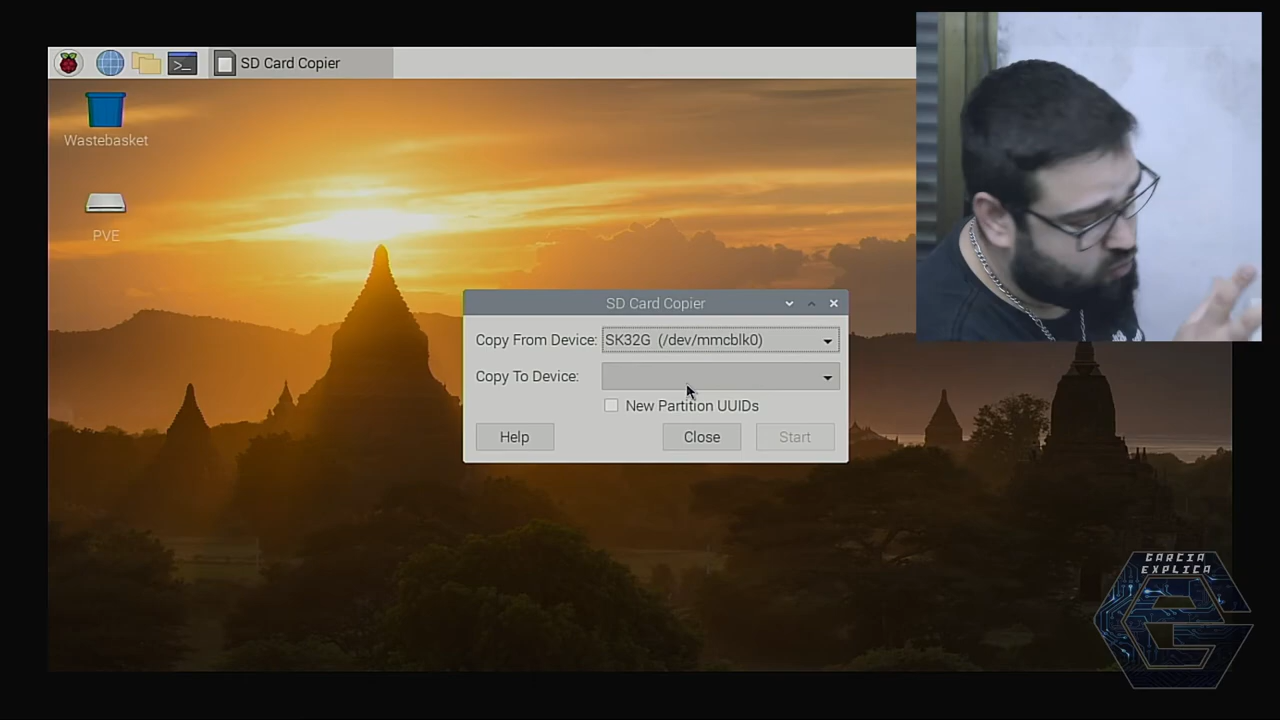 SD Card Copier
Wastebasket
PVE
SD Card Copier
Copy From Device: SK32G (/dev/mmcblk0)
Copy To Device:
New Partition UUIDs
Help Close Start
GARCIA
EXPLICA